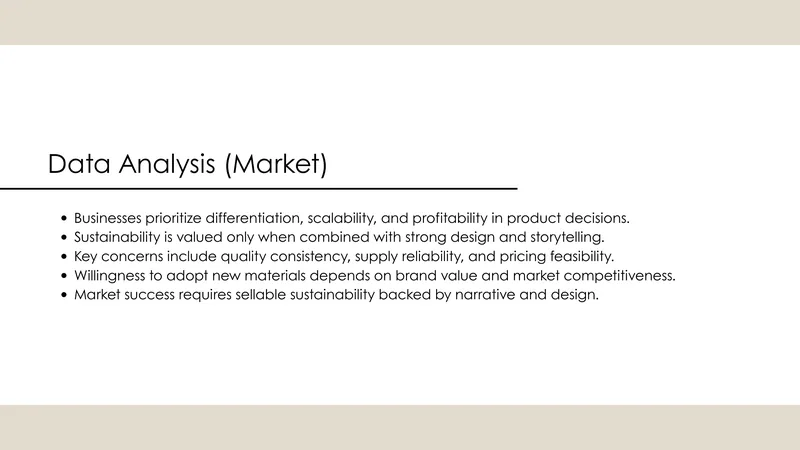 Data Analysis (Market)
• Businesses prioritize differentiation, scalability, and profitability in product decisions.
• Sustainability is valued only when combined with strong design and storytelling.
• Key concerns include quality consistency, supply reliability, and pricing feasibility.
• Willingness to adopt new materials depends on brand value and market competitiveness.
• Market success requires sellable sustainability backed by narrative and design.